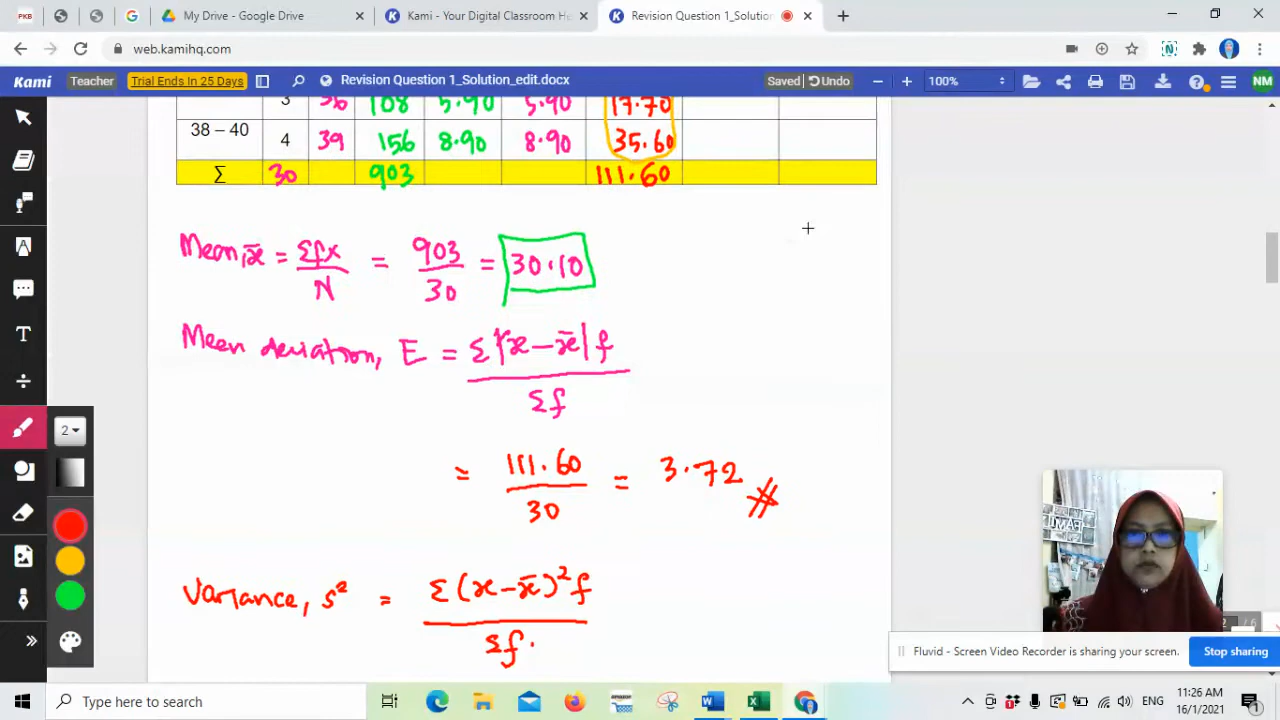 PKB
Google
My Drive - Google Drive
Kami - Your Digital Classroom He
Revision Question 1_Solution
web.kamihq.com
Kami Teacher Trial Ends In 25 Days Revision Question 1_Solution_edit.docx Saved Undo 100% NM
3 36 108 5.90 5.90 17.70
38 – 40 4 39 156 8.90 8.90 35.60
Σ 30 903 111.60
Mean, x̄ = Σfx / N = 903 / 30 = 30.10
Mean deviation, E = Σ|x – x̄| f
Σf
= 111.60 / 30 = 3.72 #
Variance, s² = Σ(x – x̄)² f
Σf .
2
Fluvid - Screen Video Recorder is sharing your screen. Stop sharing
Type here to search
ENG
11:26 AM
16/1/2021